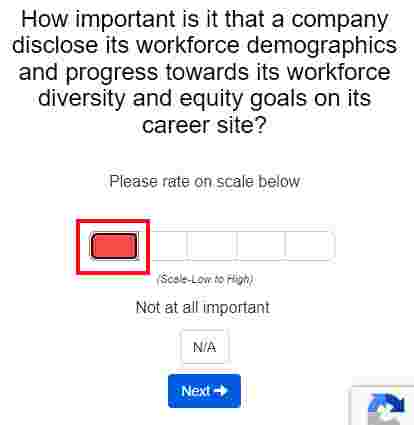 How important is it that a company
disclose its workforce demographics
and progress towards its workforce
diversity and equity goals on its
career site?
Please rate on scale below
(Scale-Low to High)
Not at all important
N/A
Next